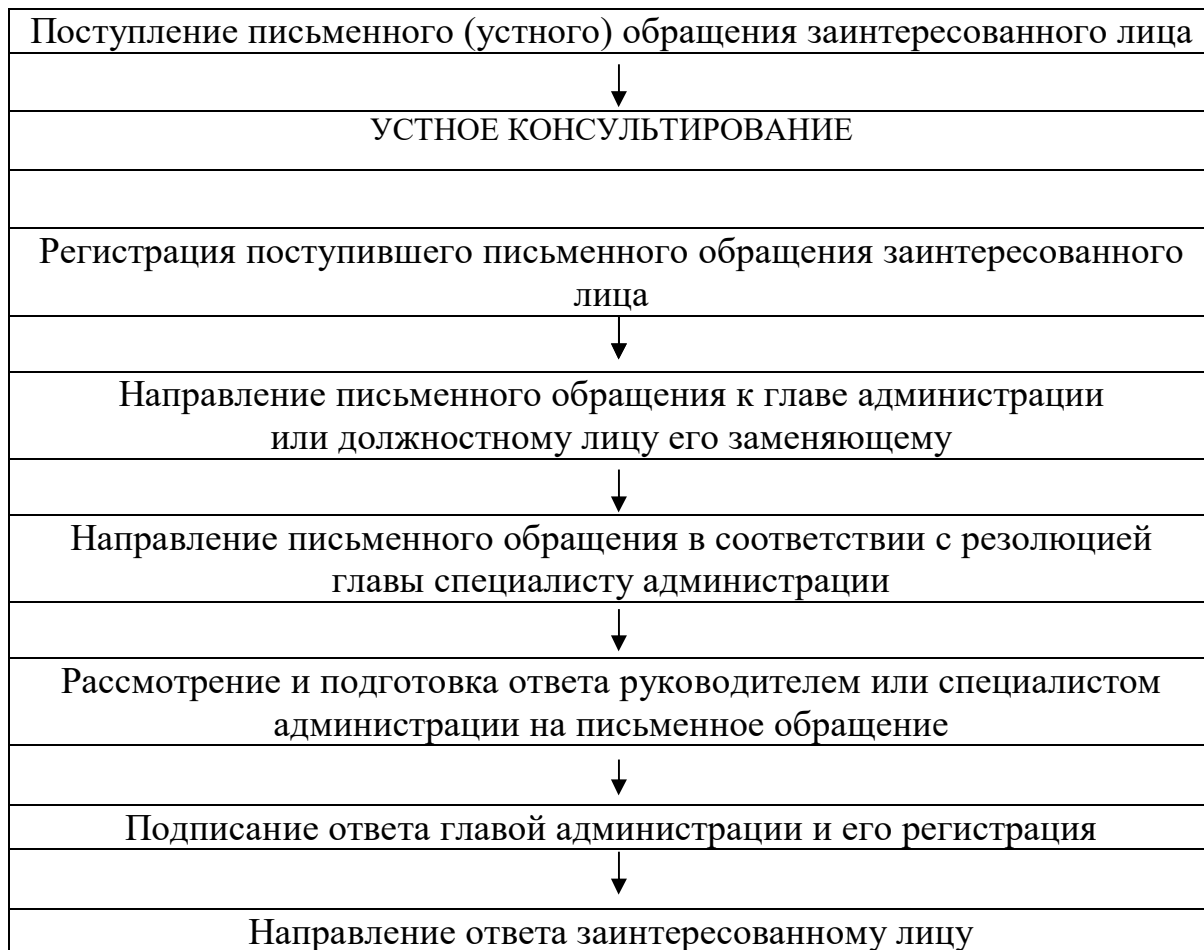 Поступление письменного (устного) обращения заинтересованного лица
УСТНОЕ КОНСУЛЬТИРОВАНИЕ
Регистрация поступившего письменного обращения заинтересованного
лица
Направление письменного обращения к главе администрации
или должностному лицу его заменяющему
Направление письменного обращения в соответствии с резолюцией
главы специалисту администрации
Рассмотрение и подготовка ответа руководителем или специалистом
администрации на письменное обращение
Подписание ответа главой администрации и его регистрация
Направление ответа заинтересованному лицу